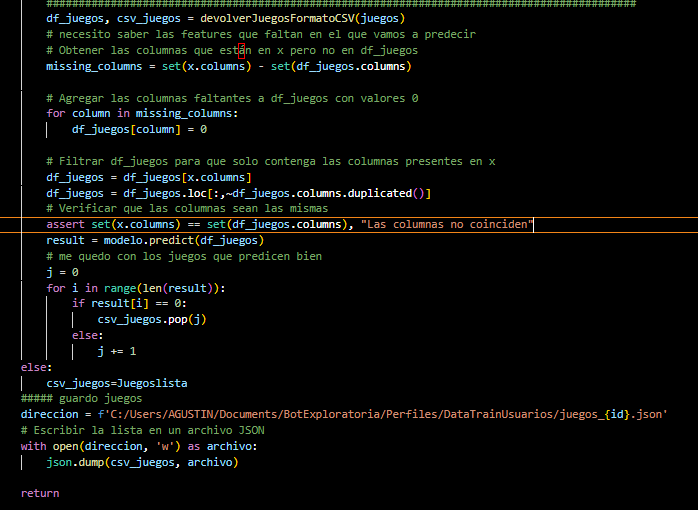 ####################################################################################
df_juegos, csv_juegos = devolverJuegosFormatoCSV(juegos)
# necesito saber las features que faltan en el que vamos a predecir
# Obtener las columnas que están en x pero no en df_juegos
missing_columns = set(x.columns) - set(df_juegos.columns)
# Agregar las columnas faltantes a df_juegos con valores 0
for column in missing_columns:
df_juegos[column] = 0
# Filtrar df_juegos para que solo contenga las columnas presentes en x
df_juegos = df_juegos[x.columns]
df_juegos = df_juegos.loc[:,~df_juegos.columns.duplicated()]
# Verificar que las columnas sean las mismas
assert set(x.columns) == set(df_juegos.columns), "Las columnas no coinciden"
result = modelo.predict(df_juegos)
# me quedo con los juegos que predicen bien
j = 0
for i in range(len(result)):
if result[i] == 0:
csv_juegos.pop(j)
else:
j += 1
else:
csv_juegos=Juegoslista
##### guardo juegos
direccion = f'C:/Users/AGUSTIN/Documents/BotExploratoria/Perfiles/DataTrainUsuarios/juegos_{id}.json'
# Escribir la lista en un archivo JSON
with open(direccion, 'w') as archivo:
json.dump(csv_juegos, archivo)
return